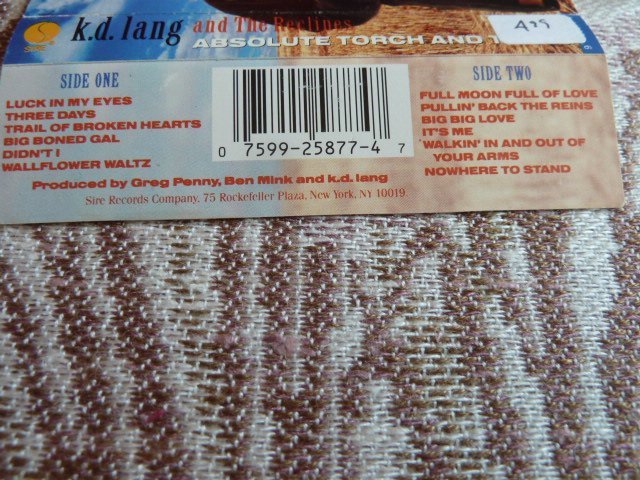 SIRE
k.d. lang and The Reclines
ABSOLUTE TORCH AND
499
SIDE ONE
LUCK IN MY EYES
THREE DAYS
TRAIL OF BROKEN HEARTS
BIG BONED GAL
DIDN'T I
WALLFLOWER WALTZ
0 7599-25877-4 7
SIDE TWO
FULL MOON FULL OF LOVE
PULLIN' BACK THE REINS
BIG BIG LOVE
IT'S ME
WALKIN' IN AND OUT OF
YOUR ARMS
NOWHERE TO STAND
Produced by Greg Penny, Ben Mink and k.d. lang
Sire Records Company, 75 Rockefeller Plaza, New York, NY 10019